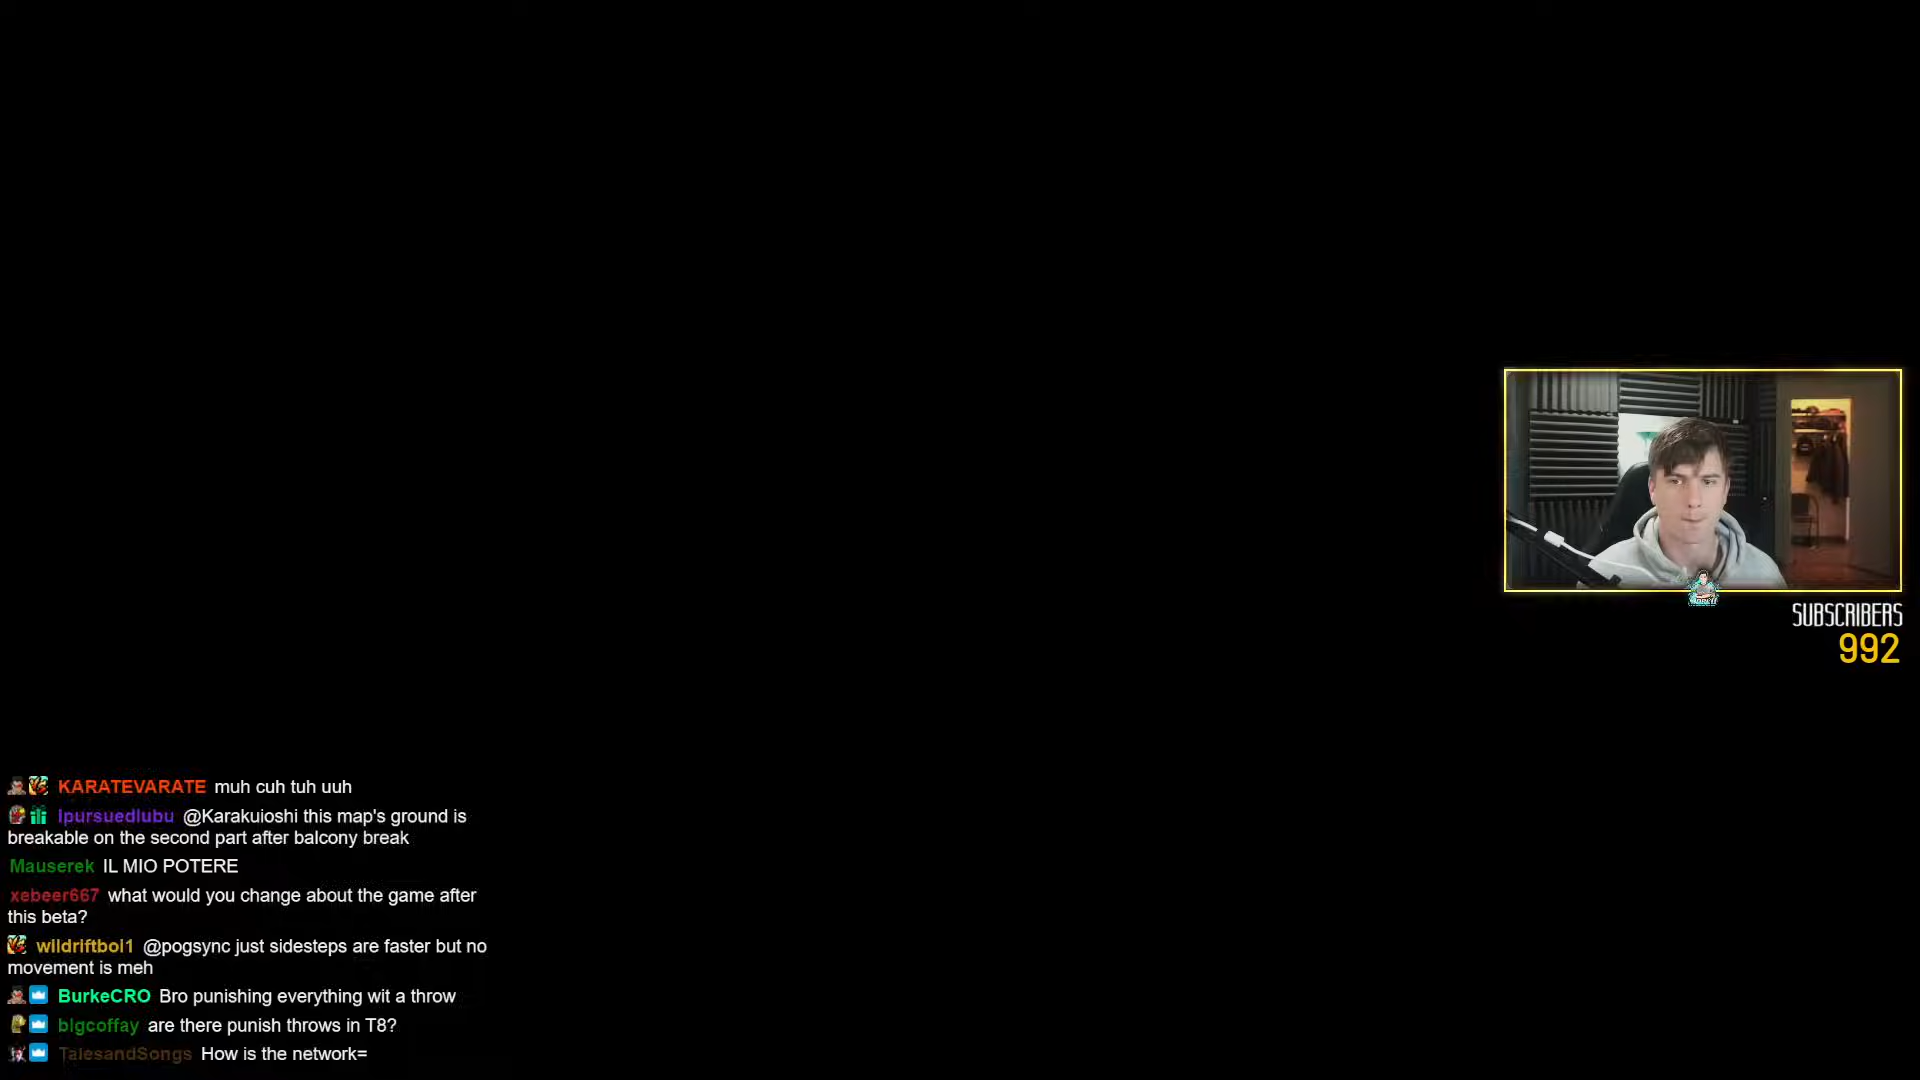 SUBSCRIBERS
992
KARATEVARATE muh cuh tuh uuh
Ipursuedlubu @Karakuioshi this map's ground is
breakable on the second part after balcony break
Mauserek IL MIO POTERE
xebeer667 what would you change about the game after
this beta?
wildriftbol1 @pogsync just sidesteps are faster but no
movement is meh
BurkeCRO Bro punishing everything wit a throw
bigcoffay are there punish throws in T8?
TalesandSongs How is the network=